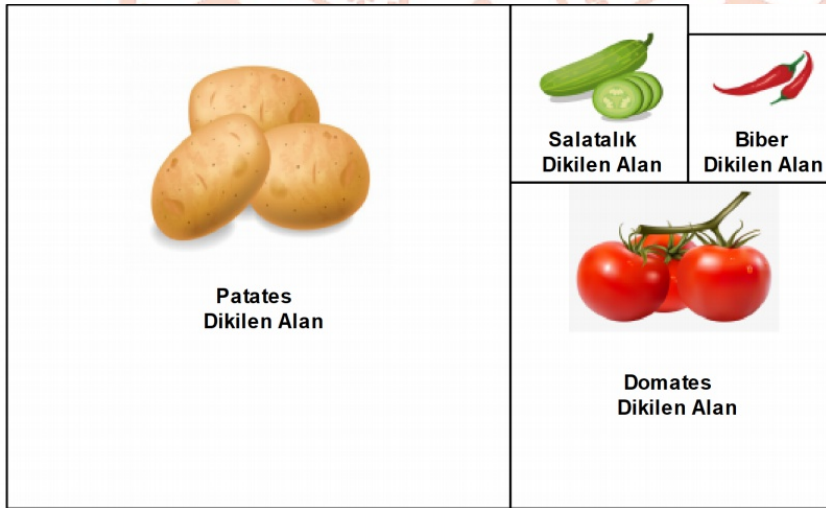 Salatalık
Dikilen Alan
Biber
Dikilen Alan
Patates
Dikilen Alan
Domates
Dikilen Alan